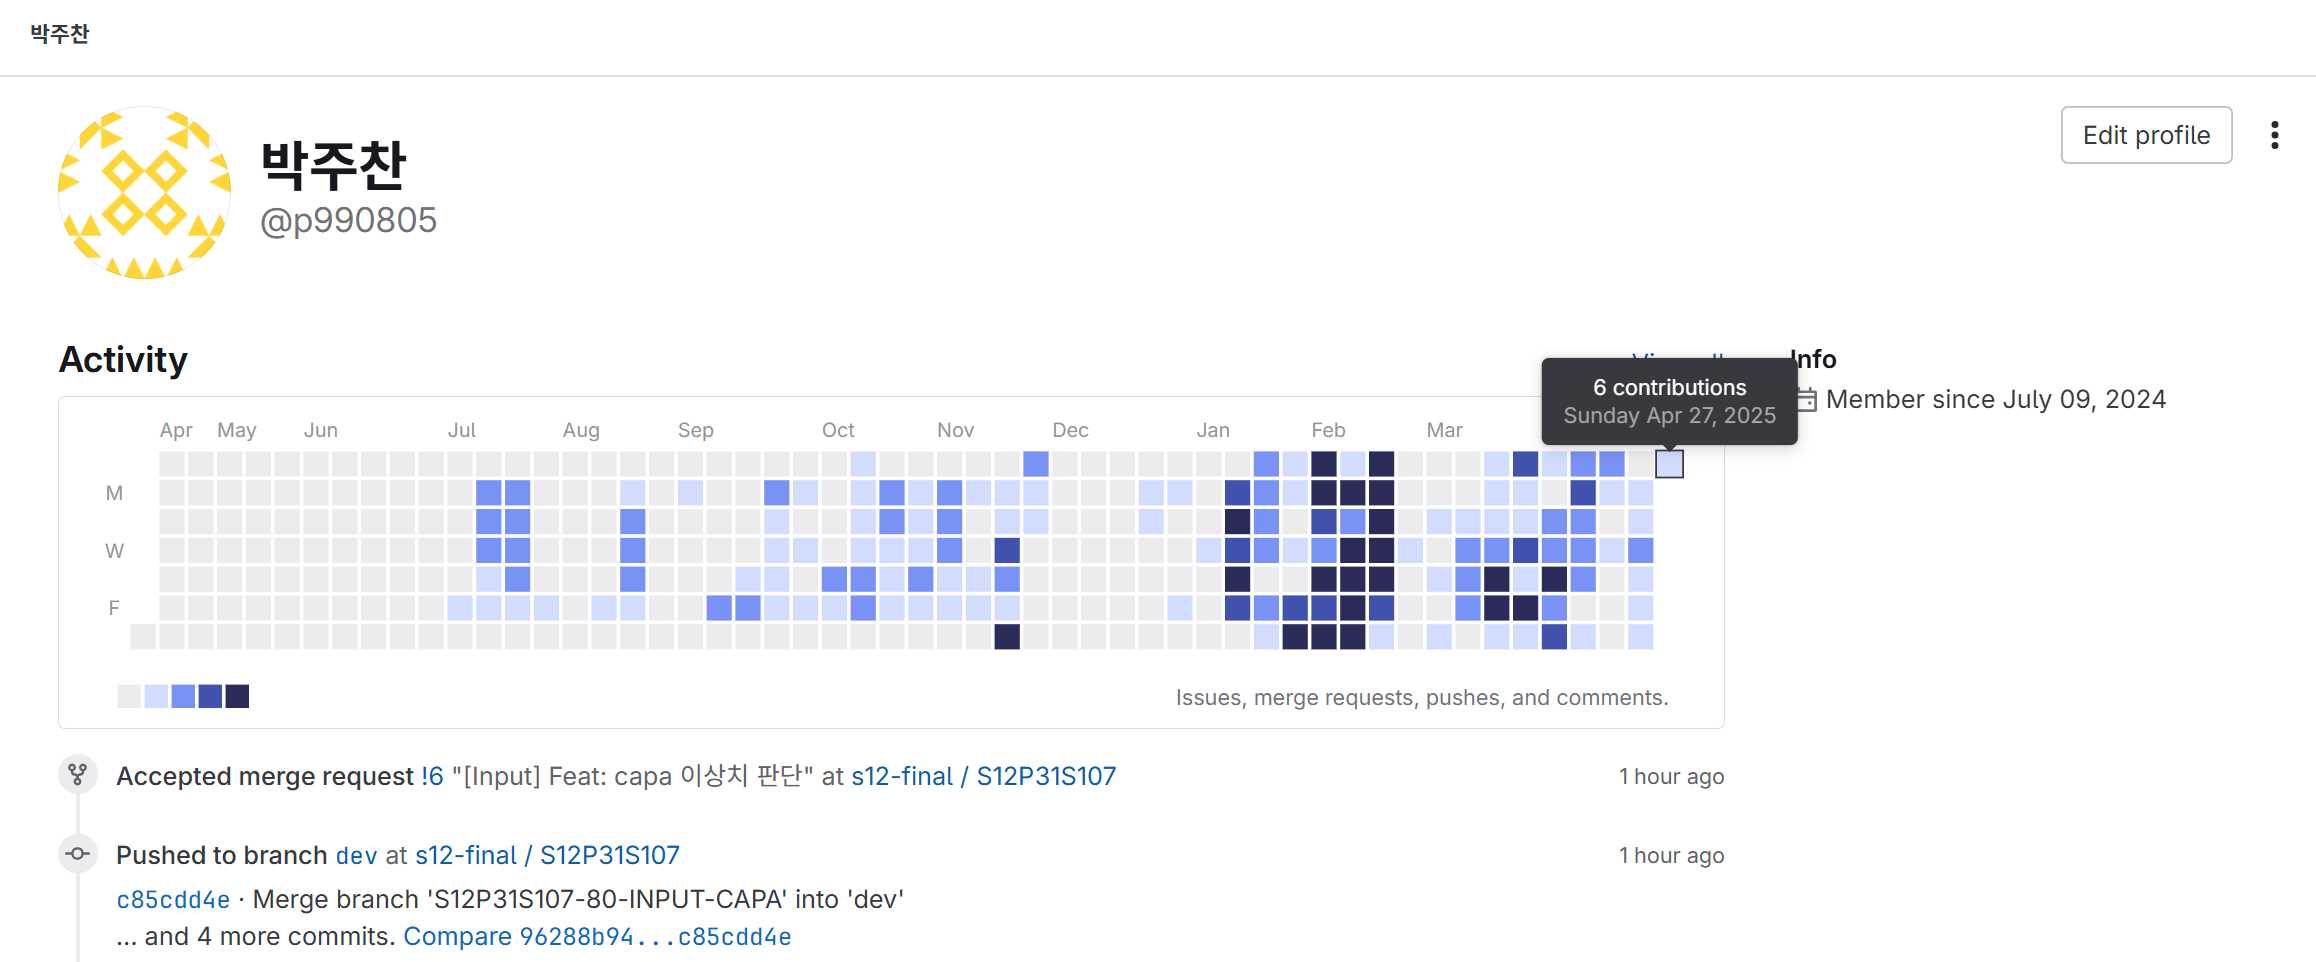 박주찬
Edit profile
박주찬
@p990805
Activity
Info
6 contributions
Sunday Apr 27, 2025
Member since July 09, 2024
Apr May Jun Jul Aug Sep Oct Nov Dec Jan Feb Mar
M
W
F
Issues, merge requests, pushes, and comments.
Accepted merge request !6 "[Input] Feat: capa 이상치 판단" at s12-final / S12P31S107 1 hour ago
Pushed to branch dev at s12-final / S12P31S107 1 hour ago
c85cdd4e · Merge branch 'S12P31S107-80-INPUT-CAPA' into 'dev'
... and 4 more commits. Compare 96288b94...c85cdd4e